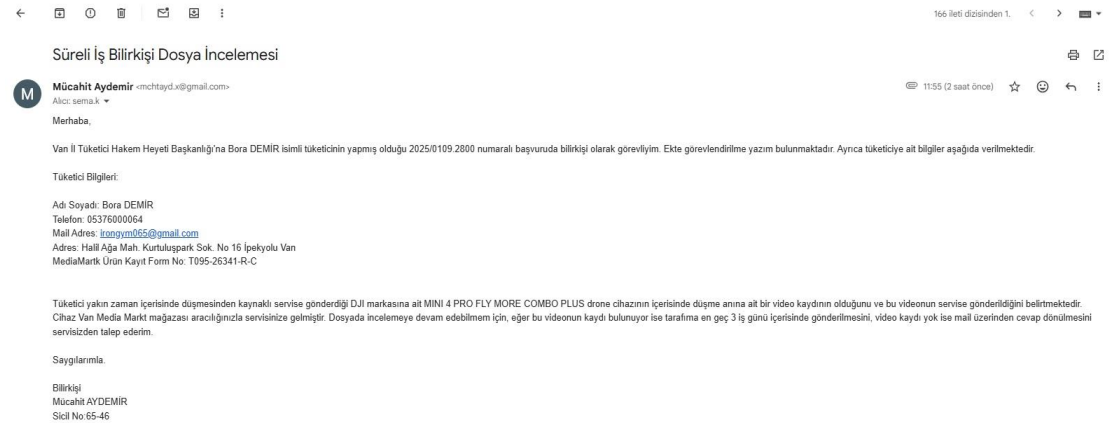 166 ileti dizisinden 1.
Süreli İş Bilirkişi Dosya İncelemesi
M
Mücahit Aydemir <mchtayd.x@gmail.com>
11:55 (2 saat önce)
Alıcı: sema.k
Merhaba,
Van İl Tüketici Hakem Heyeti Başkanlığı'na Bora DEMİR isimli tüketicinin yapmış olduğu 2025/0109.2800 numaralı başvuruda bilirkişi olarak görevliyim. Ekte görevlendirilme yazım bulunmaktadır. Ayrıca tüketiciye ait bilgiler aşağıda verilmektedir.
Tüketici Bilgileri:
Adı Soyadı: Bora DEMİR
Telefon: 05376000064
Mail Adres: irongym065@gmail.com
Adres: Halil Ağa Mah. Kurtuluşpark Sok. No 16 İpekyolu Van
MediaMartk Ürün Kayıt Form No: T095-26341-R-C
Tüketici yakın zaman içerisinde düşmesinden kaynaklı servise gönderdiği DJI markasına ait MINI 4 PRO FLY MORE COMBO PLUS drone cihazının içerisinde düşme anına ait bir video kaydının olduğunu ve bu videonun servise gönderildiğini belirtmektedir.
Cihaz Van Media Markt mağazası aracılığınızla servisinize gelmiştir. Dosyada incelemeye devam edebilmem için, eğer bu videonun kaydı bulunuyor ise tarafıma en geç 3 iş günü içerisinde gönderilmesini, video kaydı yok ise mail üzerinden cevap dönülmesini
servisizden talep ederim.
Saygılarımla.
Bilirkişi
Mücahit AYDEMİR
Sicil No:65-46